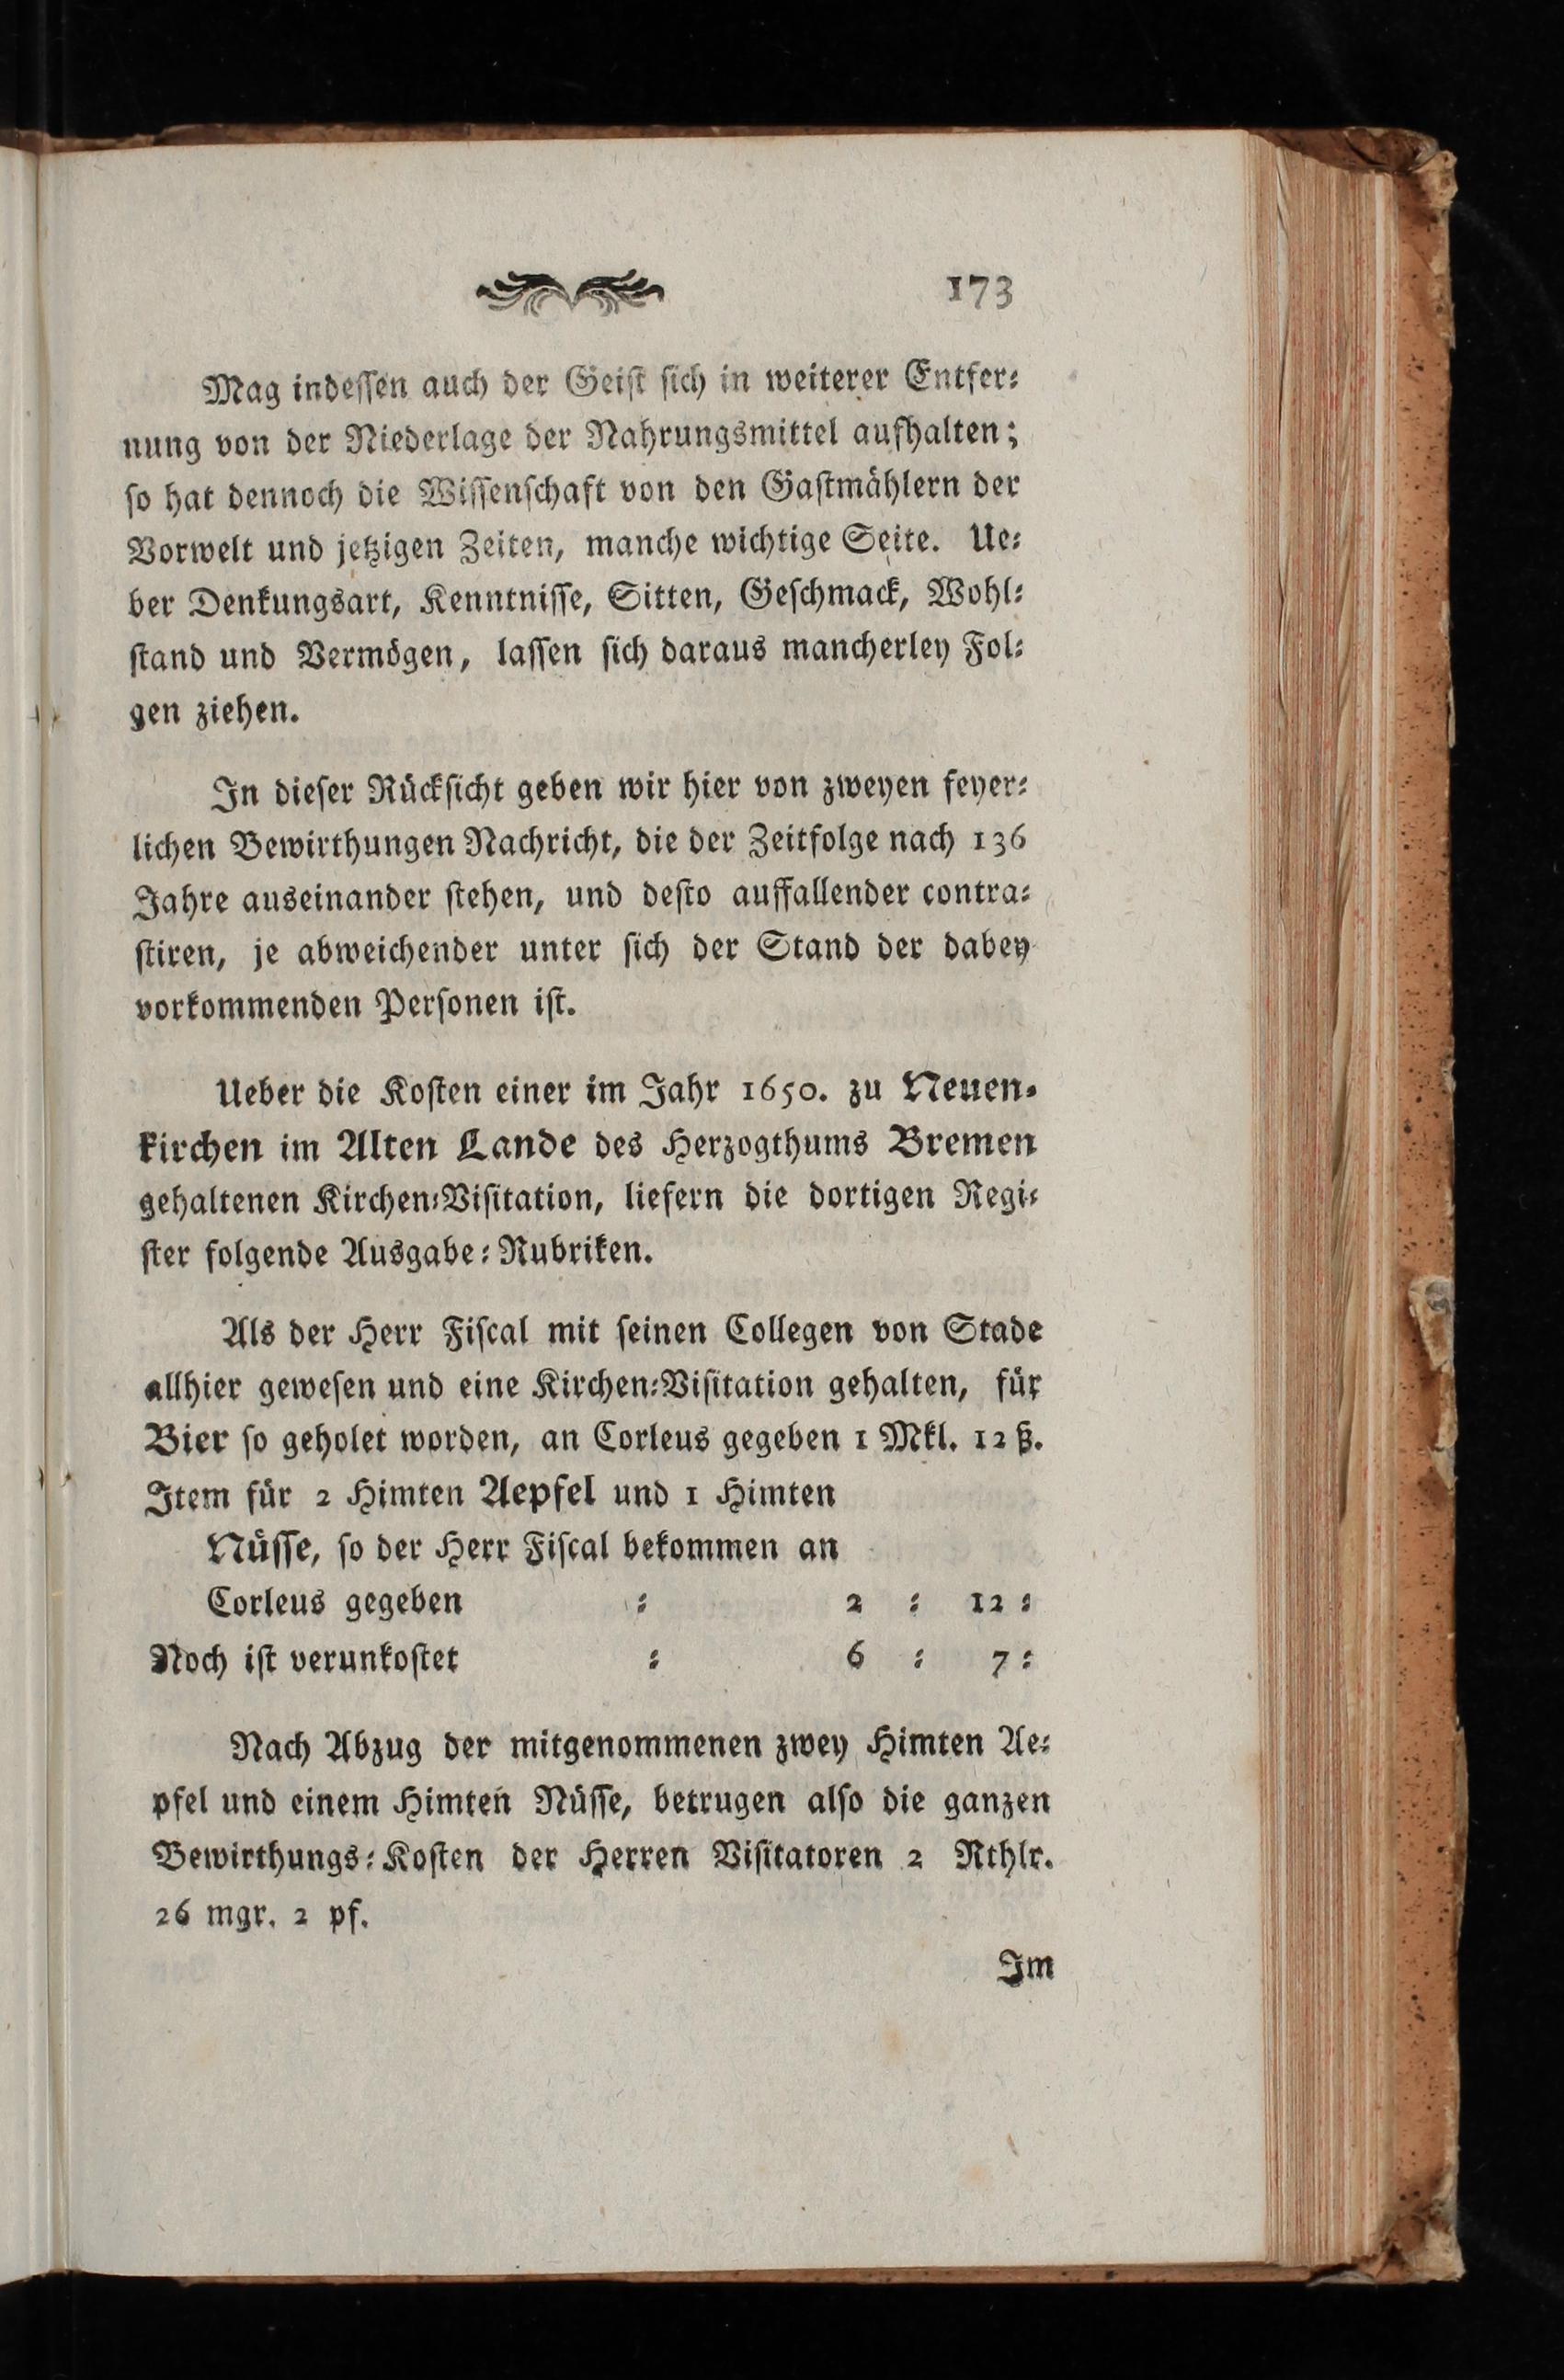 173
Mag indeſſen auch der Geiſt ſich in weiterer Entfer⸗
nung von der Niederlage der Nahrungsmittel aufhalten;
ſo hat dennoch die Wiſſenſchaft von den Gaſtmählern der
Vorwelt und jetzigen Zeiten, manche wichtige Seite. Ue⸗
ber Denkungsart, Kenntniſſe, Sitten, Geſchmack, Wohl⸗
ſtand und Vermögen, laſſen ſich daraus mancherley Fol⸗
gen ziehen.
In dieſer Rückſicht geben wir hier von zweyen feyer⸗
lichen Bewirthungen Nachricht, die der Zeitfolge nach 136
Jahre auseinander ſtehen, und deſto auffallender contra⸗
ſtiren, je abweichender unter ſich der Stand der dabey
vorkommenden Perſonen iſt.
Ueber die Koſten einer im Jahr 1650. zu Neuen⸗
kirchen im Alten Lande des Herzogthums Bremen
gehaltenen Kirchen⸗Viſitation, liefern die dortigen Regi⸗
ſter folgende Ausgabe⸗Rubriken.
Als der Herr Fiſcal mit ſeinen Collegen von Stade
allhier geweſen und eine Kirchen⸗Viſitation gehalten, für
Bier ſo geholet worden, an Corleus gegeben 1 Mkl. 12 ß.
Item für 2 Himten Aepfel und 1 Himten
Nüſſe, ſo der Herr Fiſcal bekommen an
Corleus gegeben ⸗ 2 ⸗ 12 ⸗
Noch iſt verunkoſtet ⸗ 6 ⸗ 7 ⸗
Nach Abzug der mitgenommenen zwey Himten Ae⸗
pfel und einem Himten Nüſſe, betrugen alſo die ganzen
Bewirthungs⸗Koſten der Herren Viſitatoren 2 Rthlr.
26 mgr. 2 pf.
Im